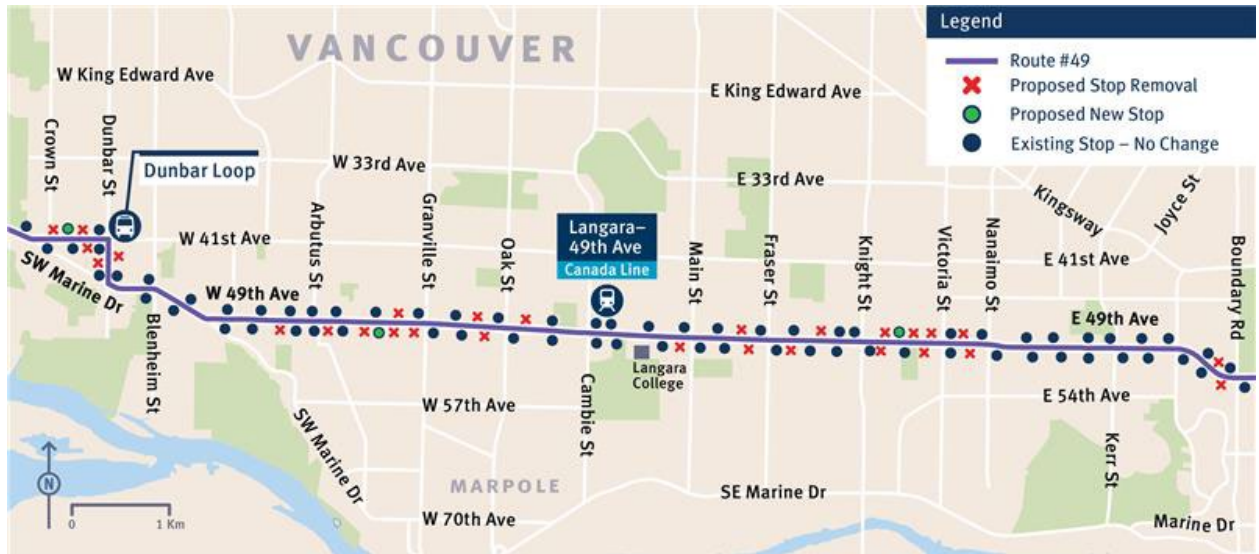 VANCOUVER
Legend
Route #49
Proposed Stop Removal
Proposed New Stop
Existing Stop – No Change
W King Edward Ave
E King Edward Ave
Crown St
Dunbar St
Dunbar Loop
W 33rd Ave
E 33rd Ave
Kingsway
Joyce St
Arbutus St
Granville St
Oak St
Langara–
49th Ave
Canada Line
Main St
Fraser St
Knight St
Victoria St
Nanaimo St
Boundary Rd
W 41st Ave
E 41st Ave
SW Marine Dr
W 49th Ave
E 49th Ave
Blenheim St
Langara
College
Cambie St
W 57th Ave
E 54th Ave
SW Marine Dr
Kerr St
MARPOLE
SE Marine Dr
N
0 1 Km
W 70th Ave
Marine Dr